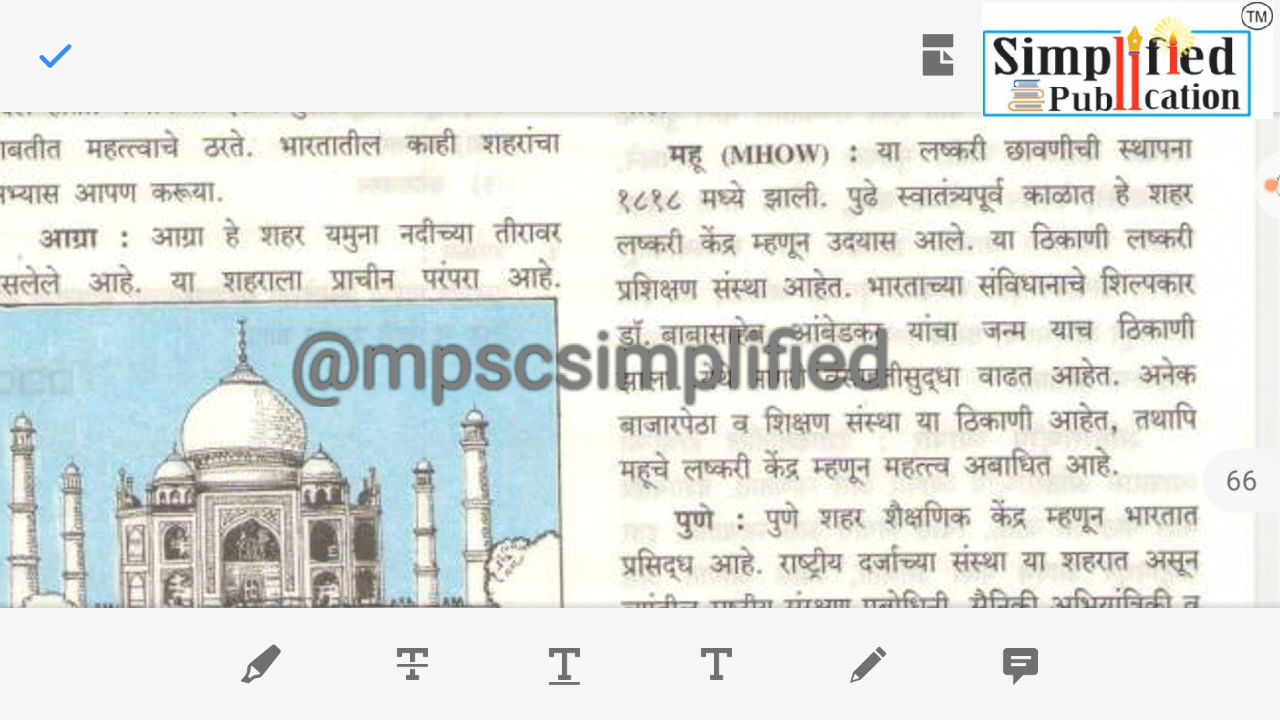 TM
Simplified
Publication
महत्त्वाचे ठरते. भारतातील काही शहरांचा
आपण करूया.
आग्रा : आग्रा हे शहर यमुना नदीच्या तीरावर
आहे. या शहराला प्राचीन परंपरा आहे.
@mpscsimplified
महू (MHOW) : या लष्करी छावणीची स्थापना
१८१८ मध्ये झाली. पुढे स्वातंत्र्यपूर्व काळात हे शहर
लष्करी केंद्र म्हणून उदयास आले. या ठिकाणी लष्करी
प्रशिक्षण संस्था आहेत. भारताच्या संविधानाचे शिल्पकार
डॉ. बाबासाहेब आंबेडकर यांचा जन्म याच ठिकाणी
झाला. येथे वाढत आहेत. अनेक
बाजारपेठा व शिक्षण संस्था या ठिकाणी आहेत, तथापि
महूचे लष्करी केंद्र म्हणून महत्त्व अबाधित आहे.
पुणे : पुणे शहर शैक्षणिक केंद्र म्हणून भारतात
प्रसिद्ध आहे. राष्ट्रीय दर्जाच्या संस्था या शहरात असून
66